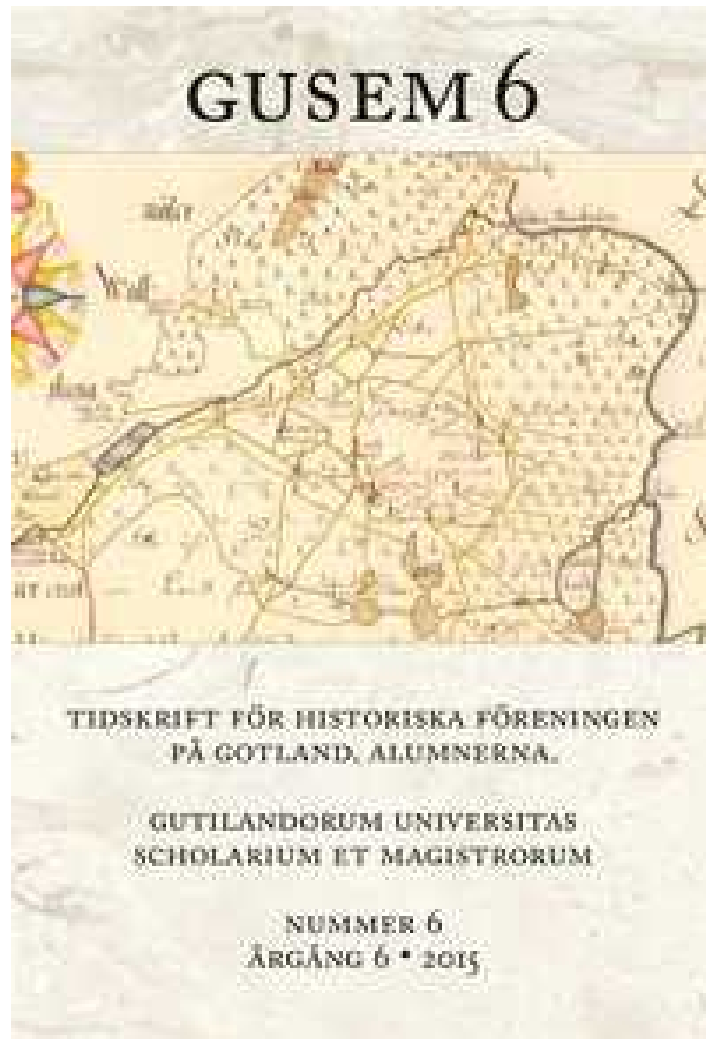 GUSEM 6
Wall
TIDSKRIFT FÖR HISTORISKA FÖRENINGEN
PÅ GOTLAND, ALUMNERNA.
GUTILANDORUM UNIVERSITAS
SCHOLARIUM ET MAGISTRORUM
NUMMER 6
ÅRGÅNG 6 • 2015